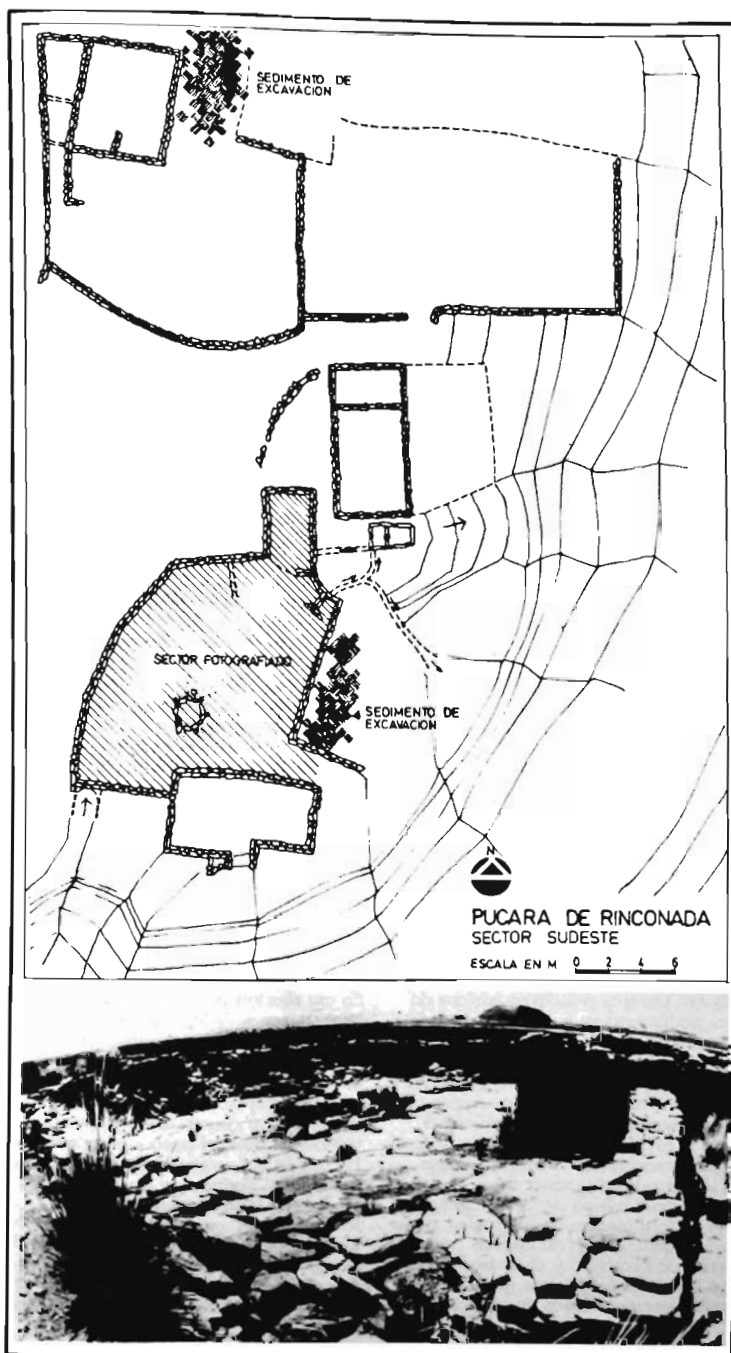 SEDIMENTO DE
EXCAVACION
SECTOR FOTOGRAFIADO
SEDIMENTO DE
EXCAVACION
N
PUCARA DE RINCONADA
SECTOR SUDESTE
ESCALA EN M 0 2 4 6